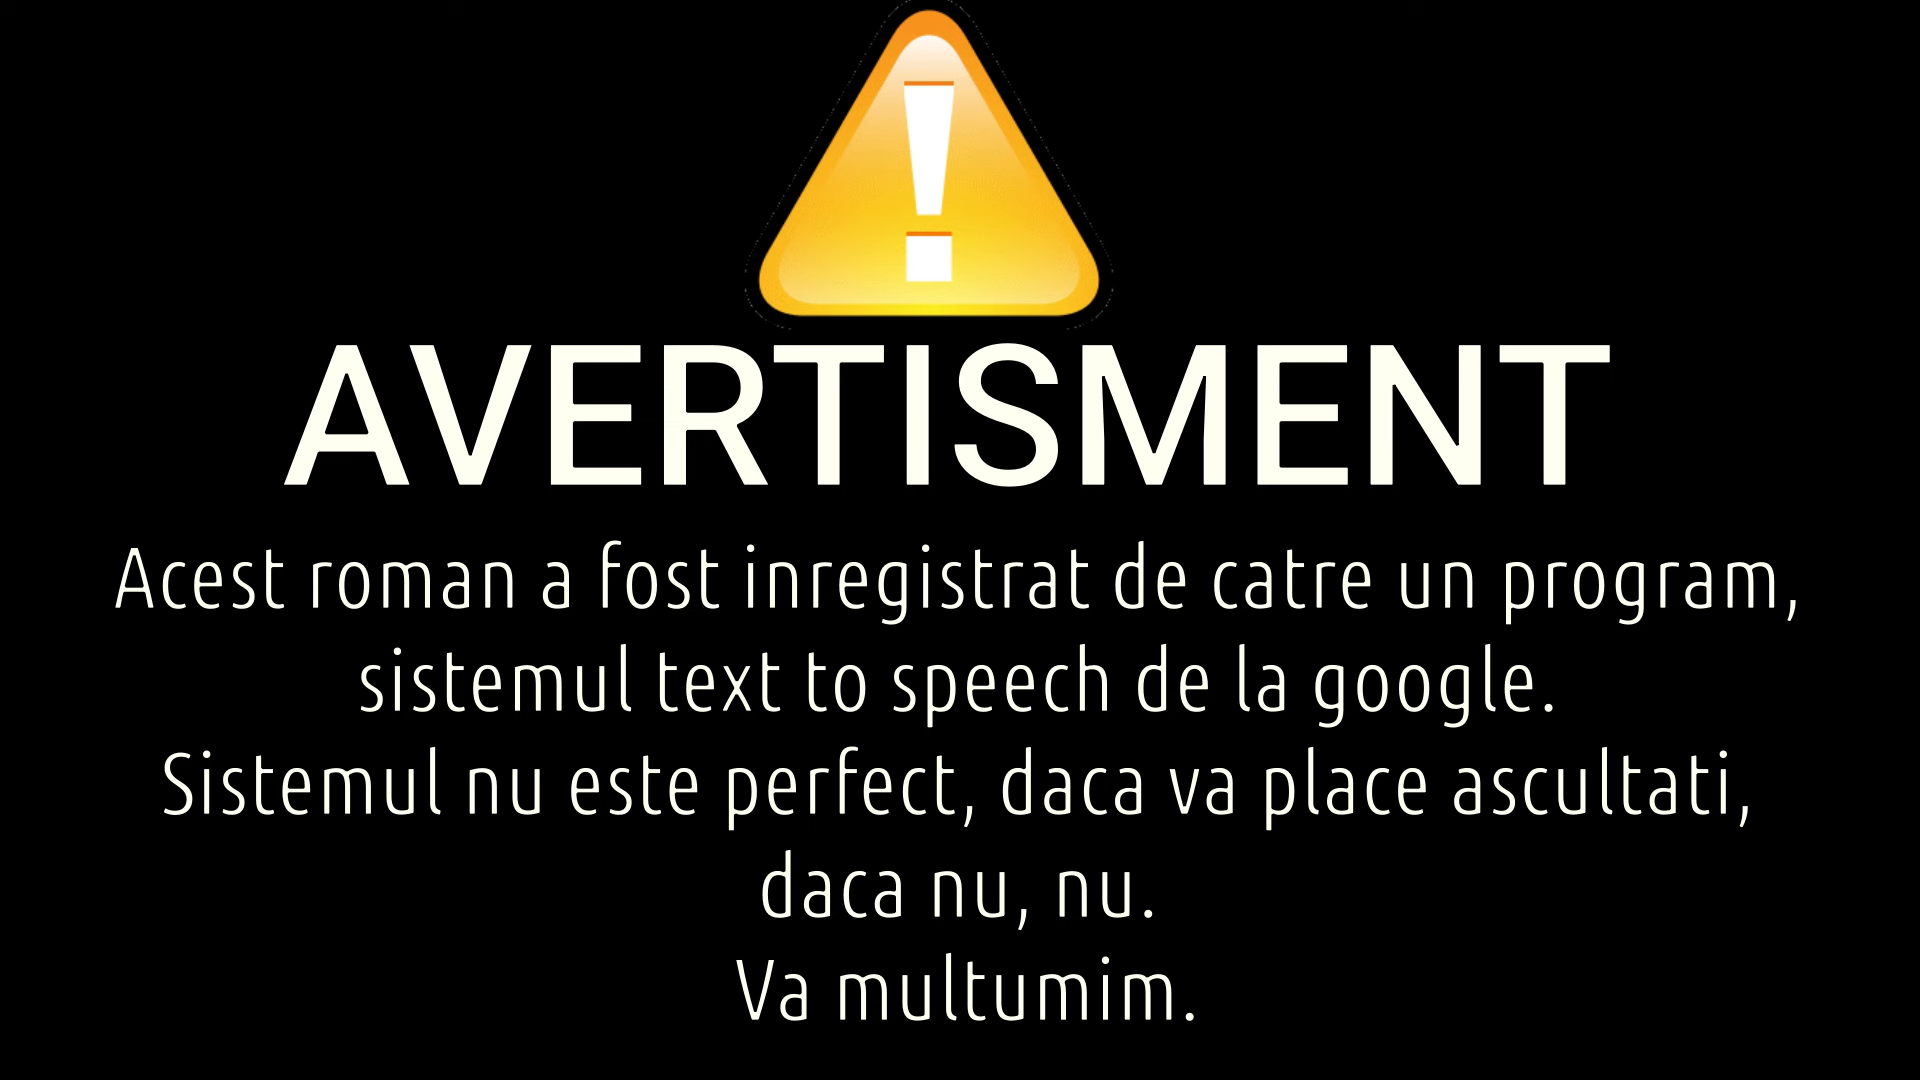 AVERTISMENT
Acest roman a fost inregistrat de catre un program,
sistemul text to speech de la google.
Sistemul nu este perfect, daca va place ascultati,
daca nu, nu.
Va multumim.